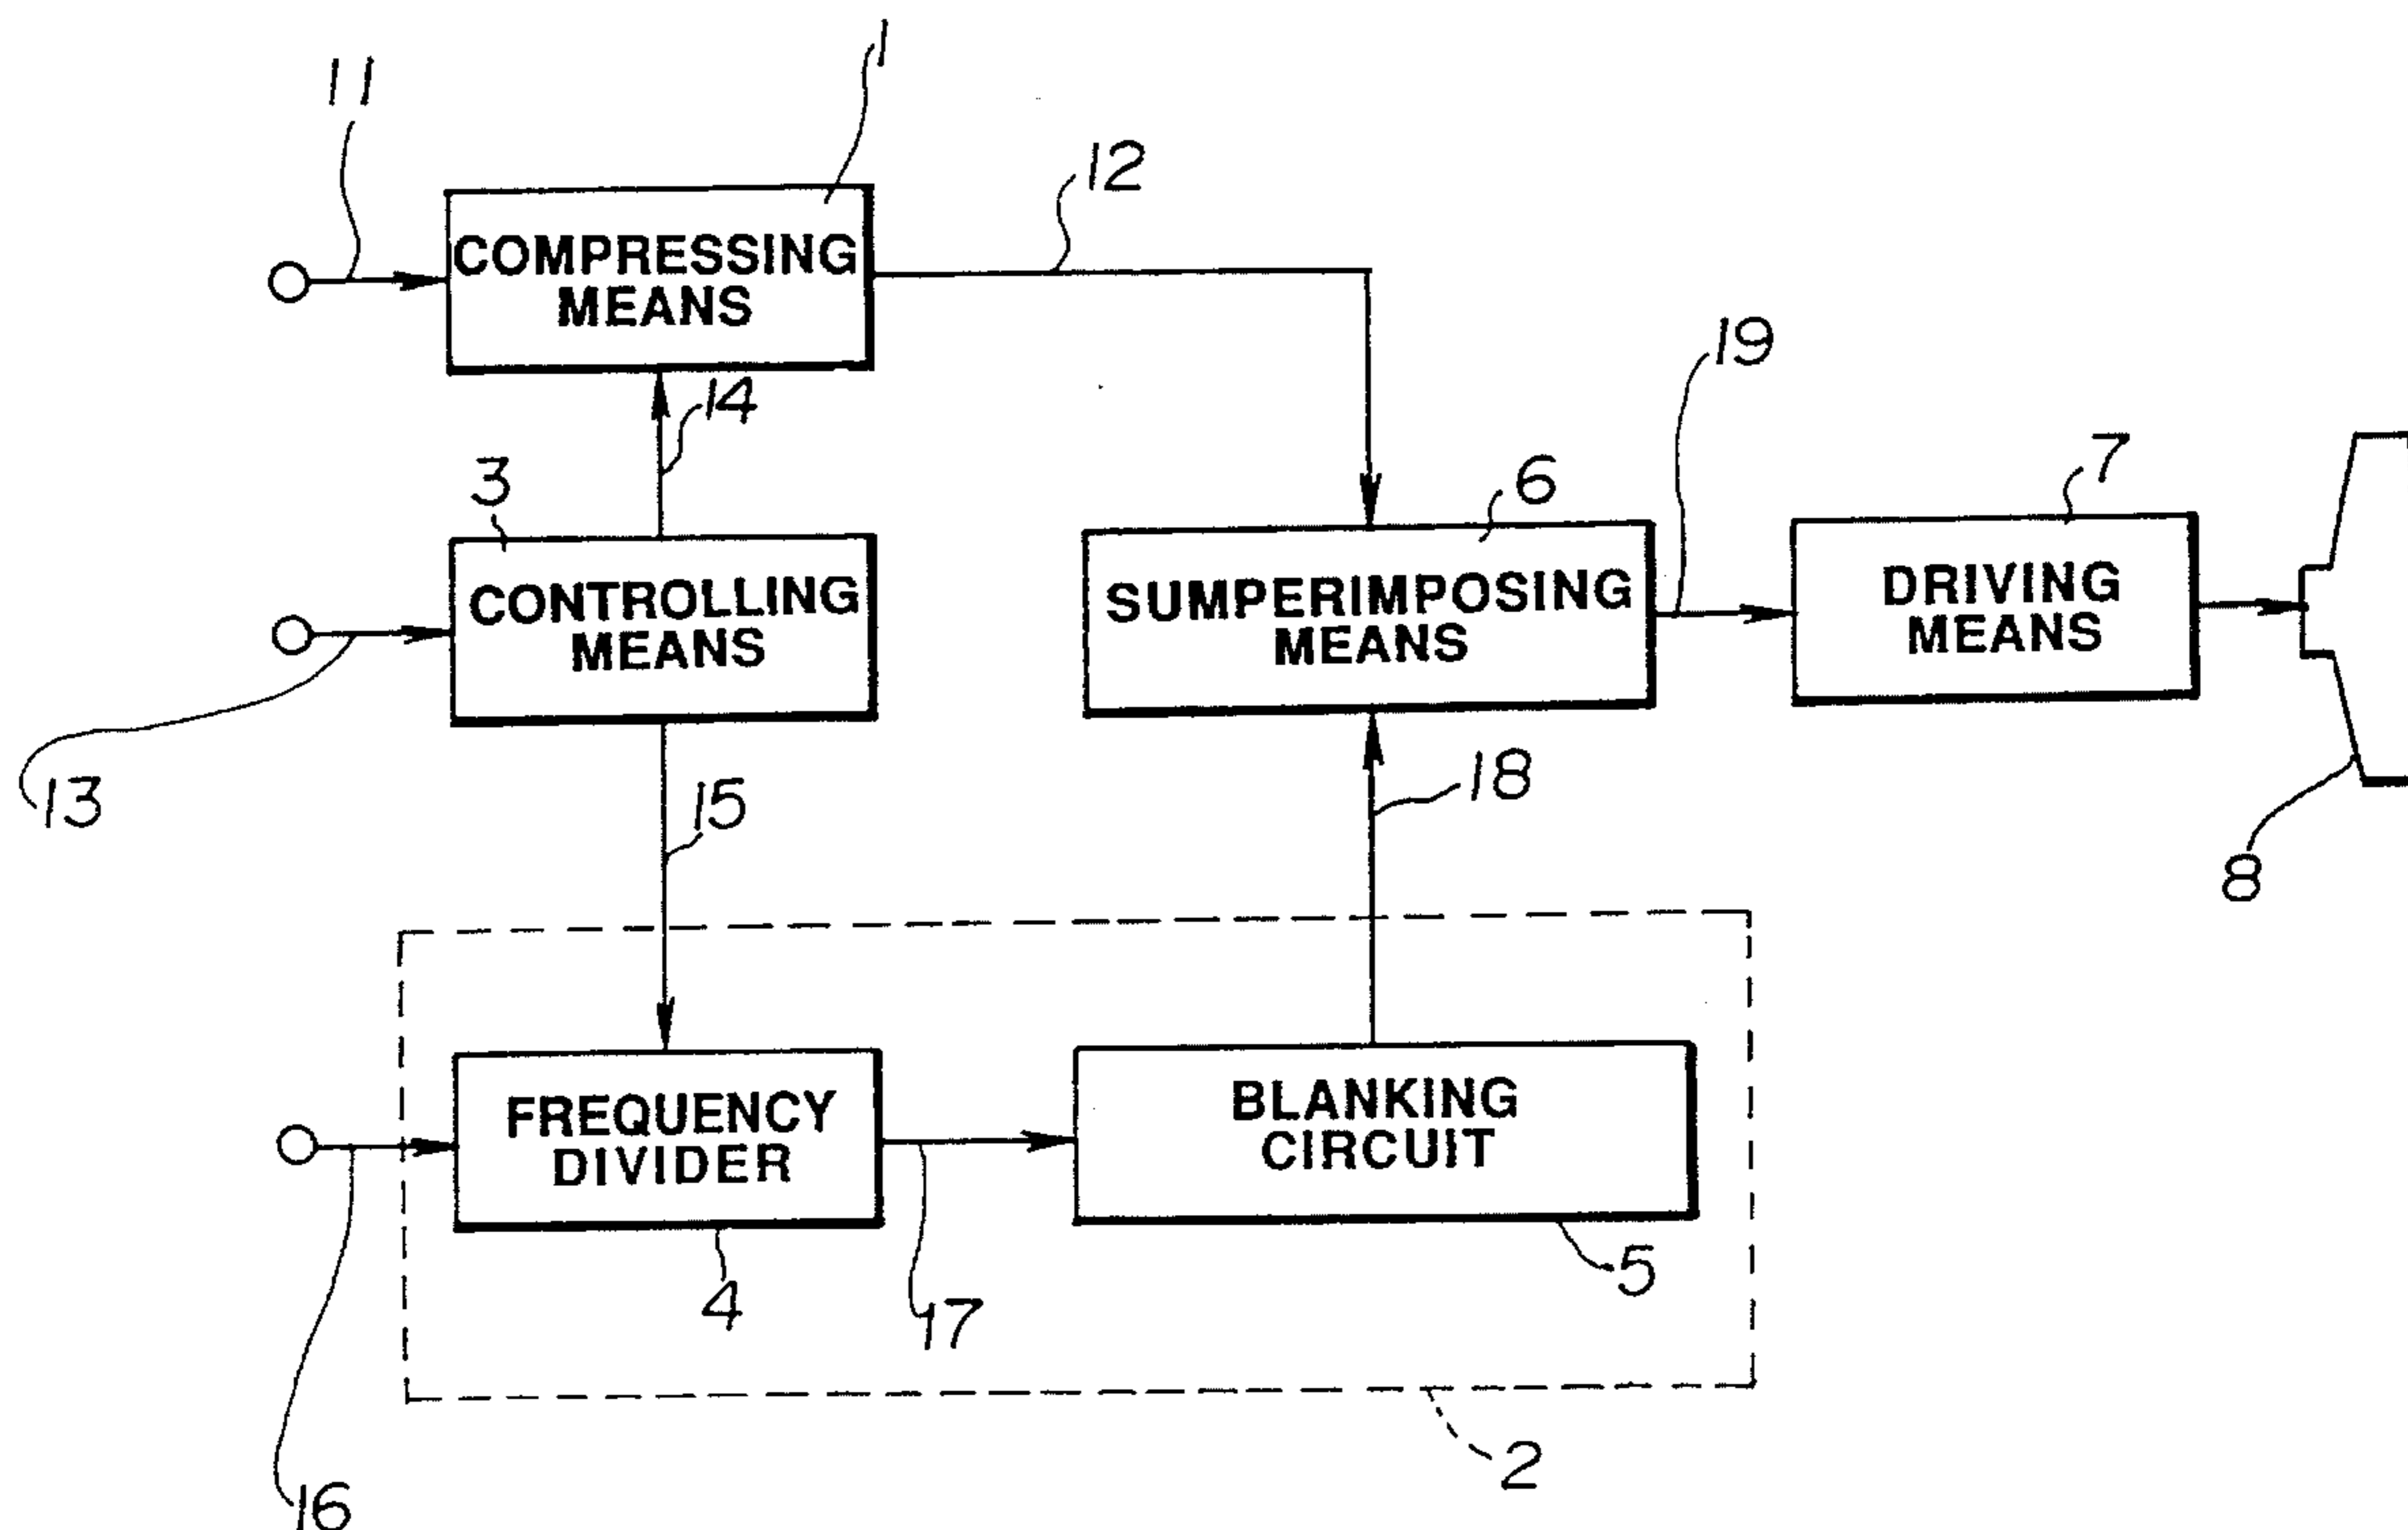 1
11
12
COMPRESSING
MEANS
14
19
3
6
7
CONTROLLING
MEANS
SUMPERIMPOSING
MEANS
DRIVING
MEANS
13
15
18
8
FREQUENCY
DIVIDER
BLANKING
CIRCUIT
4
17
5
2
16